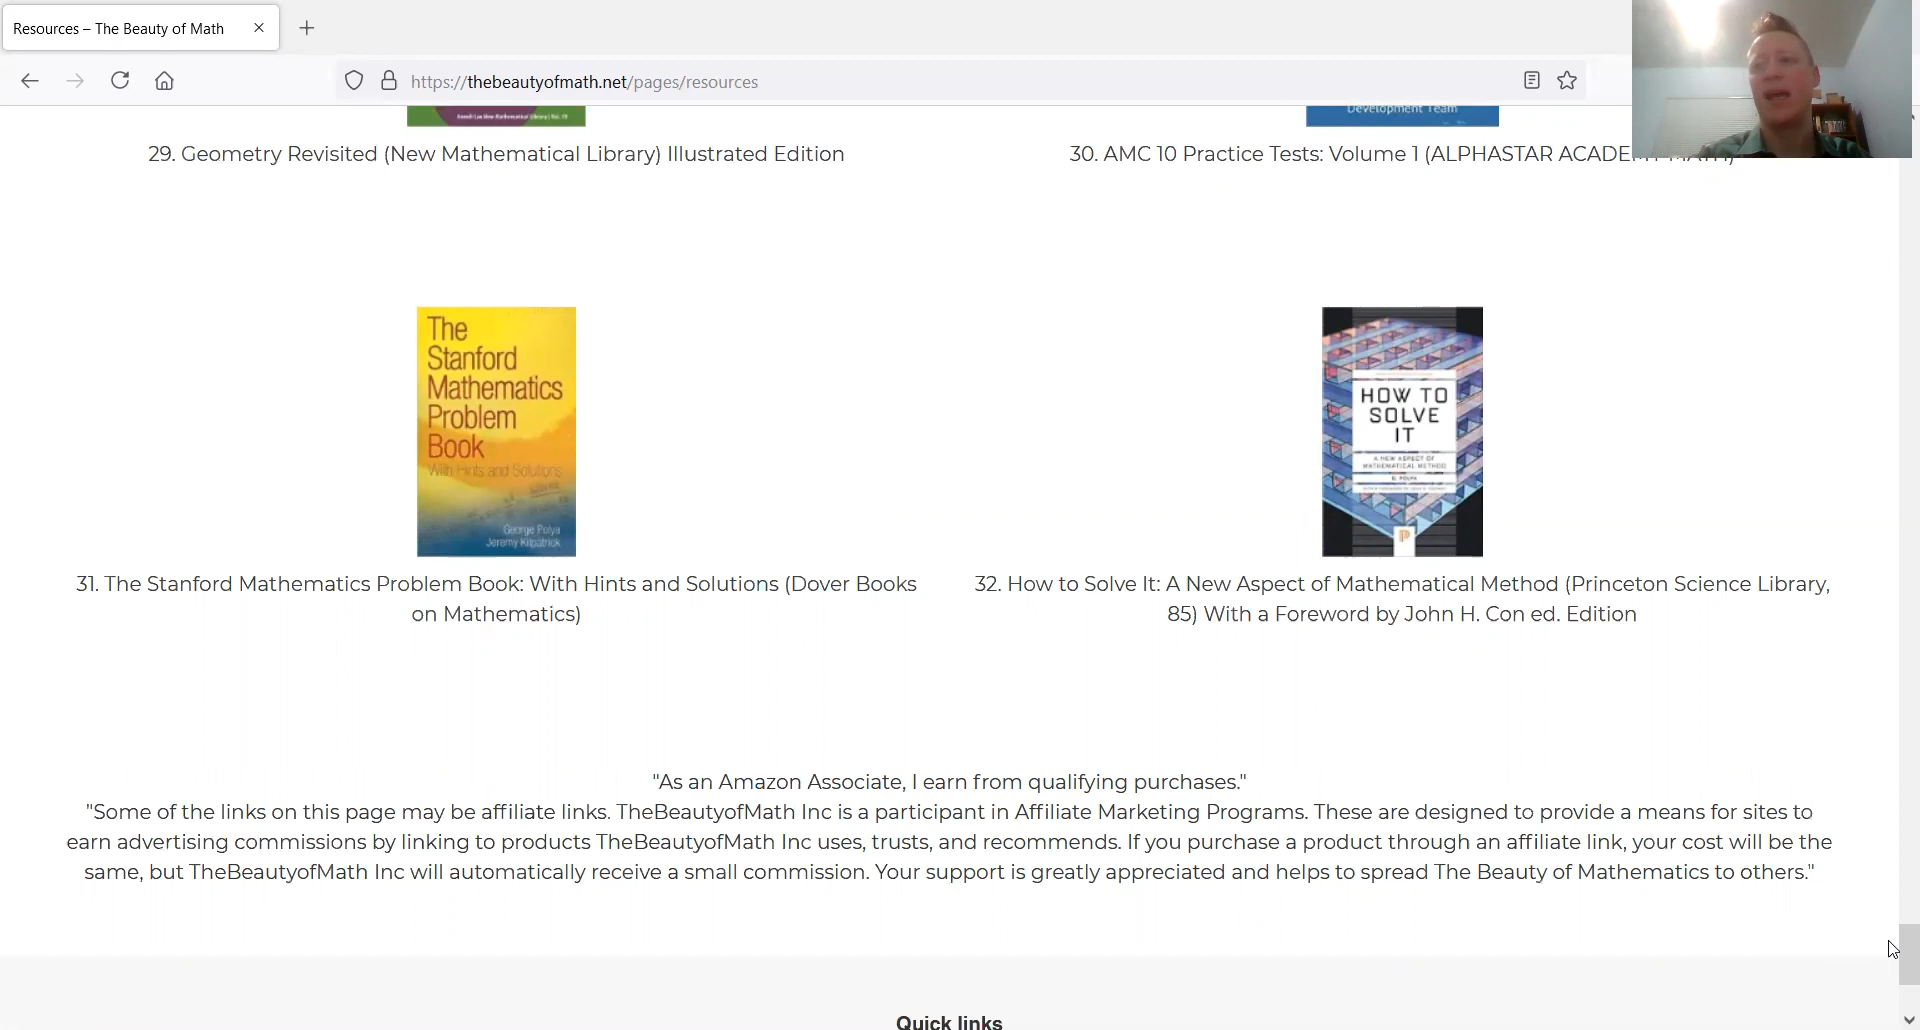 Resources – The Beauty of Math
https://thebeautyofmath.net/pages/resources
Development Team
29. Geometry Revisited (New Mathematical Library) Illustrated Edition
30. AMC 10 Practice Tests: Volume 1 (ALPHASTAR
The
Stanford
Mathematics
Problem
Book
With Hints and Solutions
George Polya
Jeremy Kilpatrick
HOW TO
SOLVE
IT
A NEW ASPECT OF
MATHEMATICAL METHOD
G. POLYA
31. The Stanford Mathematics Problem Book: With Hints and Solutions (Dover Books
on Mathematics)
32. How to Solve It: A New Aspect of Mathematical Method (Princeton Science Library,
85) With a Foreword by John H. Con ed. Edition
"As an Amazon Associate, I earn from qualifying purchases."
"Some of the links on this page may be affiliate links. TheBeautyofMath Inc is a participant in Affiliate Marketing Programs. These are designed to provide a means for sites to
earn advertising commissions by linking to products TheBeautyofMath Inc uses, trusts, and recommends. If you purchase a product through an affiliate link, your cost will be the
same, but TheBeautyofMath Inc will automatically receive a small commission. Your support is greatly appreciated and helps to spread The Beauty of Mathematics to others."
Quick links